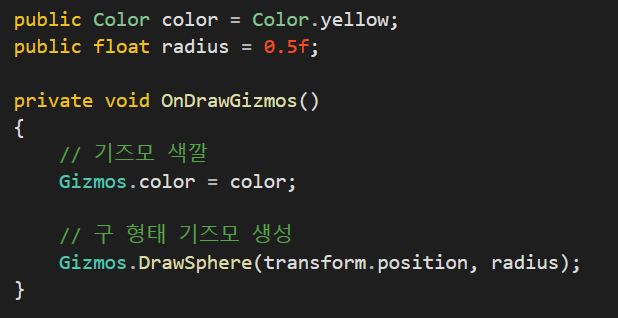 public Color color = Color.yellow;
public float radius = 0.5f;
private void OnDrawGizmos()
{
// 기즈모 색깔
Gizmos.color = color;
// 구 형태 기즈모 생성
Gizmos.DrawSphere(transform.position, radius);
}